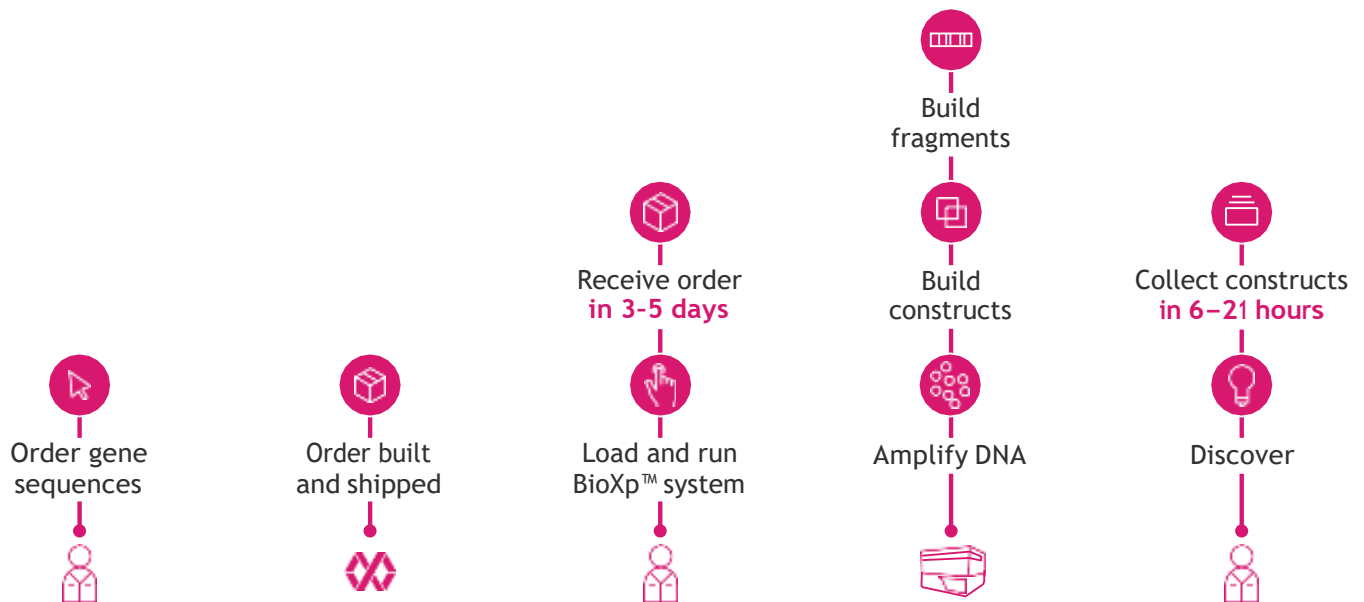 Order gene
sequences
Order built
and shipped
Receive order
in 3-5 days
Load and run
BioXp™ system
Build
fragments
Build
constructs
Amplify DNA
Collect constructs
in 6–21 hours
Discover